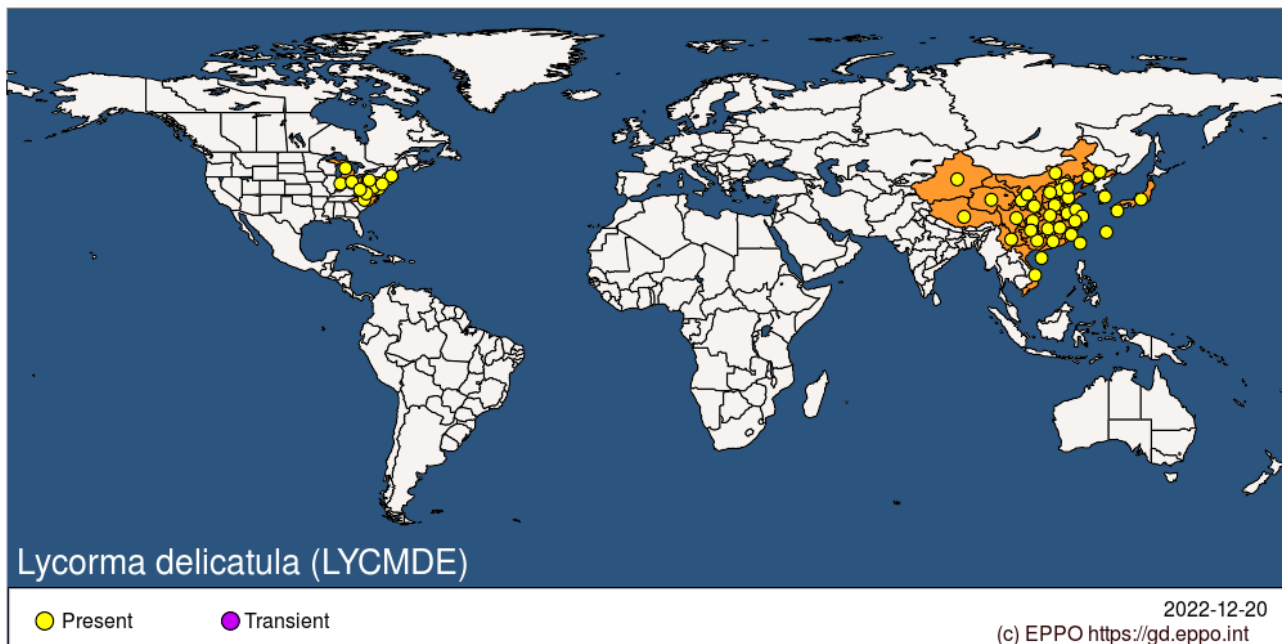 Lycorma delicatula (LYCMDE)
Present
Transient
2022-12-20
(c) EPPO https://gd.eppo.int